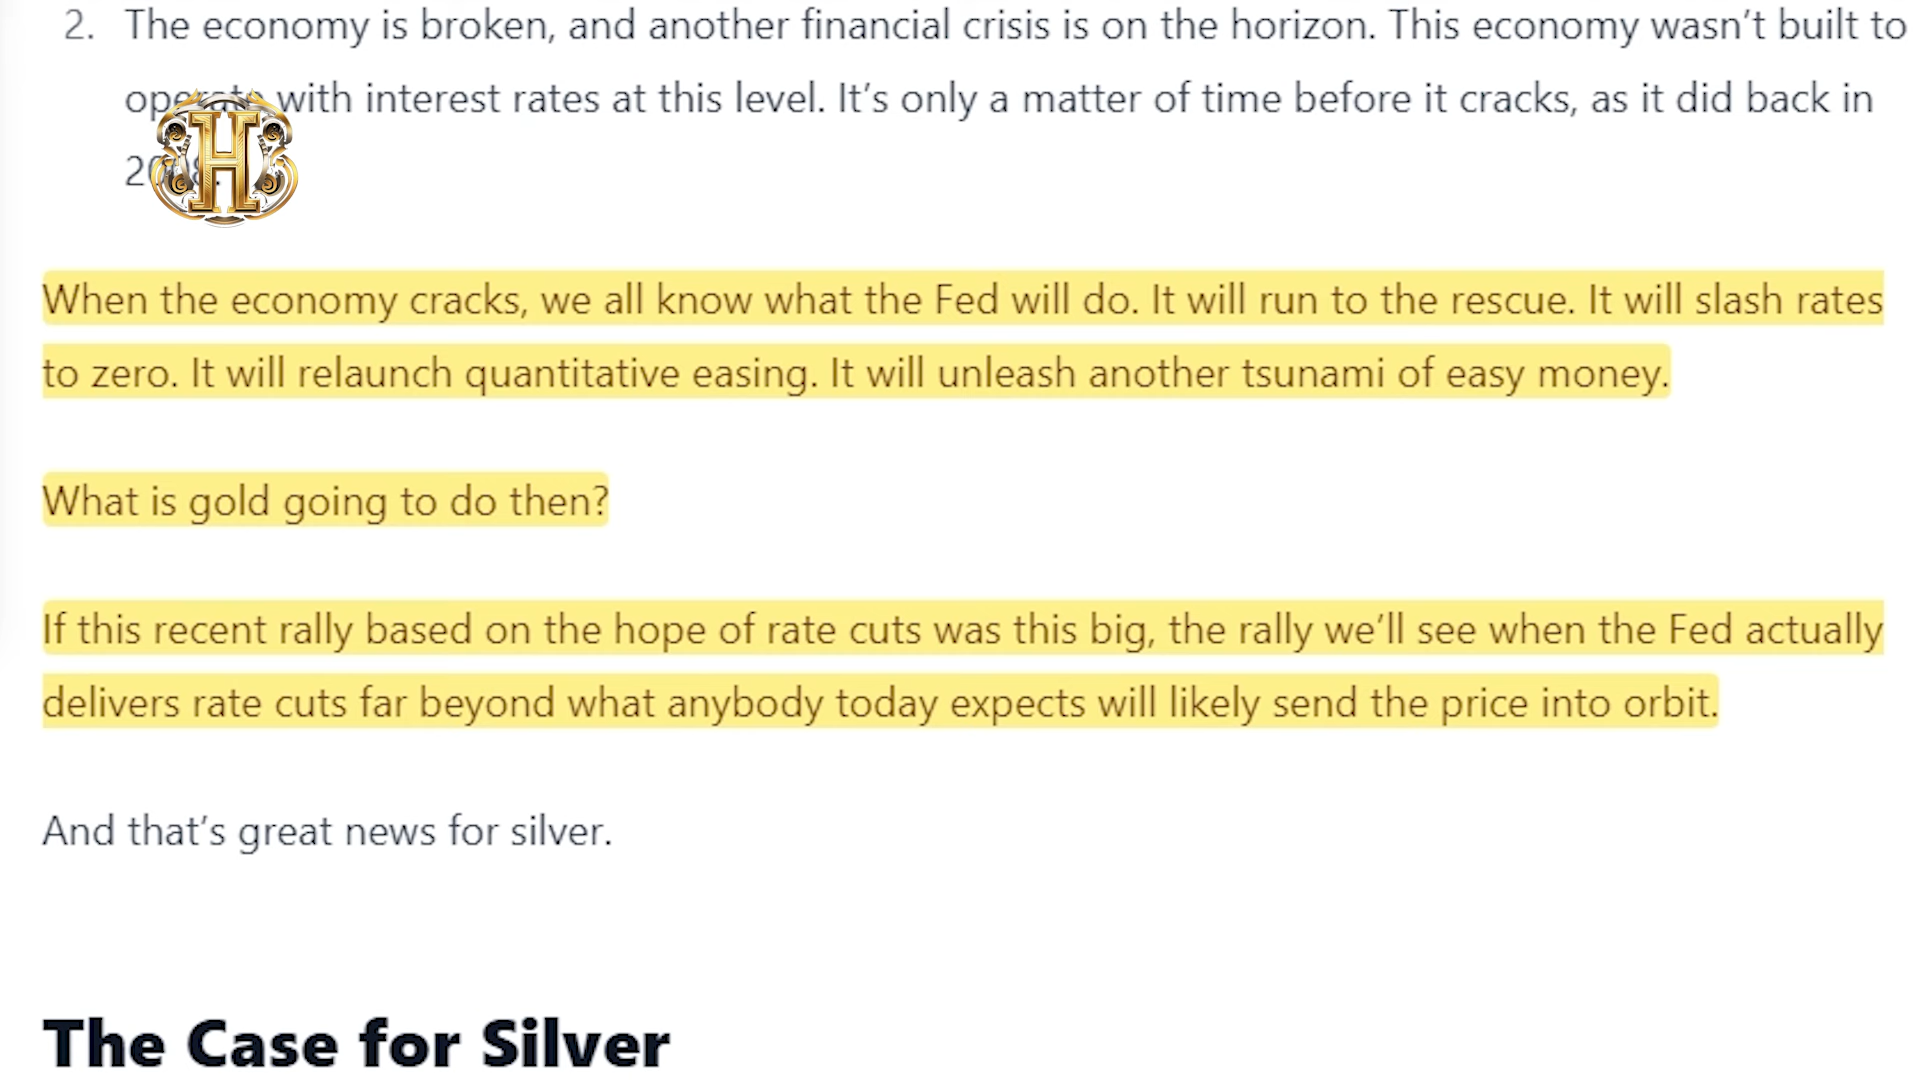 2. The economy is broken, and another financial crisis is on the horizon. This economy wasn't built to
with interest rates at this level. It's only a matter of time before it cracks, as it did back in
H
When the economy cracks, we all know what the Fed will do. It will run to the rescue. It will slash rates
to zero. It will relaunch quantitative easing. It will unleash another tsunami of easy money.
What is gold going to do then?
If this recent rally based on the hope of rate cuts was this big, the rally we'll see when the Fed actually
delivers rate cuts far beyond what anybody today expects will likely send the price into orbit.
And that's great news for silver.
The Case for Silver